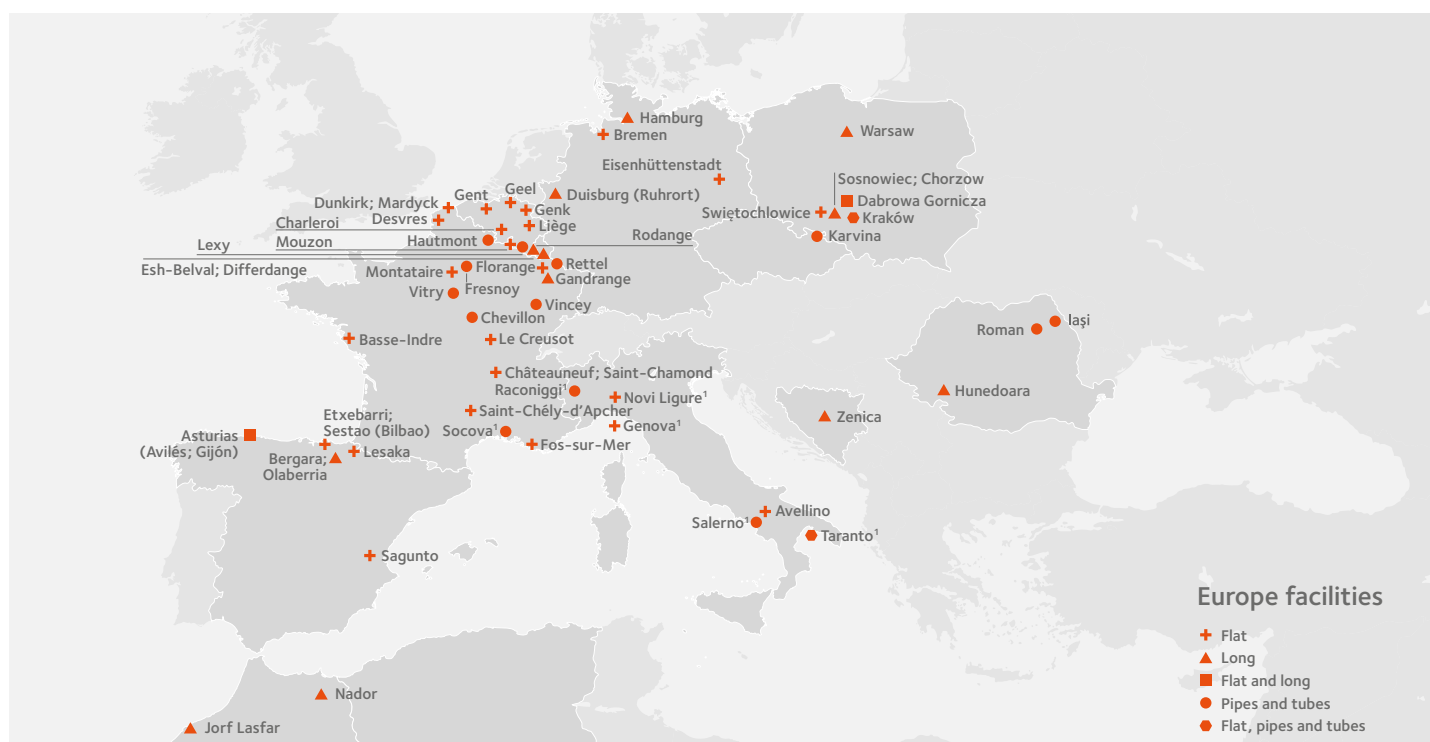 Hamburg
Bremen
Warsaw
Eisenhüttenstadt
Sosnowiec; Chorzow
Duisburg (Ruhrort)
Dabrowa Gornicza
Swiętochlowice
Kraków
Karvina
Geel
Gent
Dunkirk; Mardyck
Genk
Desvres
Charleroi
Liège
Rodange
Hautmont
Mouzon
Lexy
Esh-Belval; Differdange
Rettel
Florange
Montataire
Gandrange
Fresnoy
Vitry
Vincey
Chevillon
Basse-Indre
Le Creusot
Roman
Iaşi
Châteauneuf; Saint-Chamond
Raconiggi¹
Novi Ligure¹
Hunedoara
Saint-Chély-d'Apcher
Zenica
Genova¹
Socova¹
Fos-sur-Mer
Etxebarri;
Sestao (Bilbao)
Asturias
(Avilés; Gijón)
Lesaka
Bergara;
Olaberria
Avellino
Salerno¹
Taranto¹
Sagunto
Nador
Jorf Lasfar
Europe facilities
Flat
Long
Flat and long
Pipes and tubes
Flat, pipes and tubes